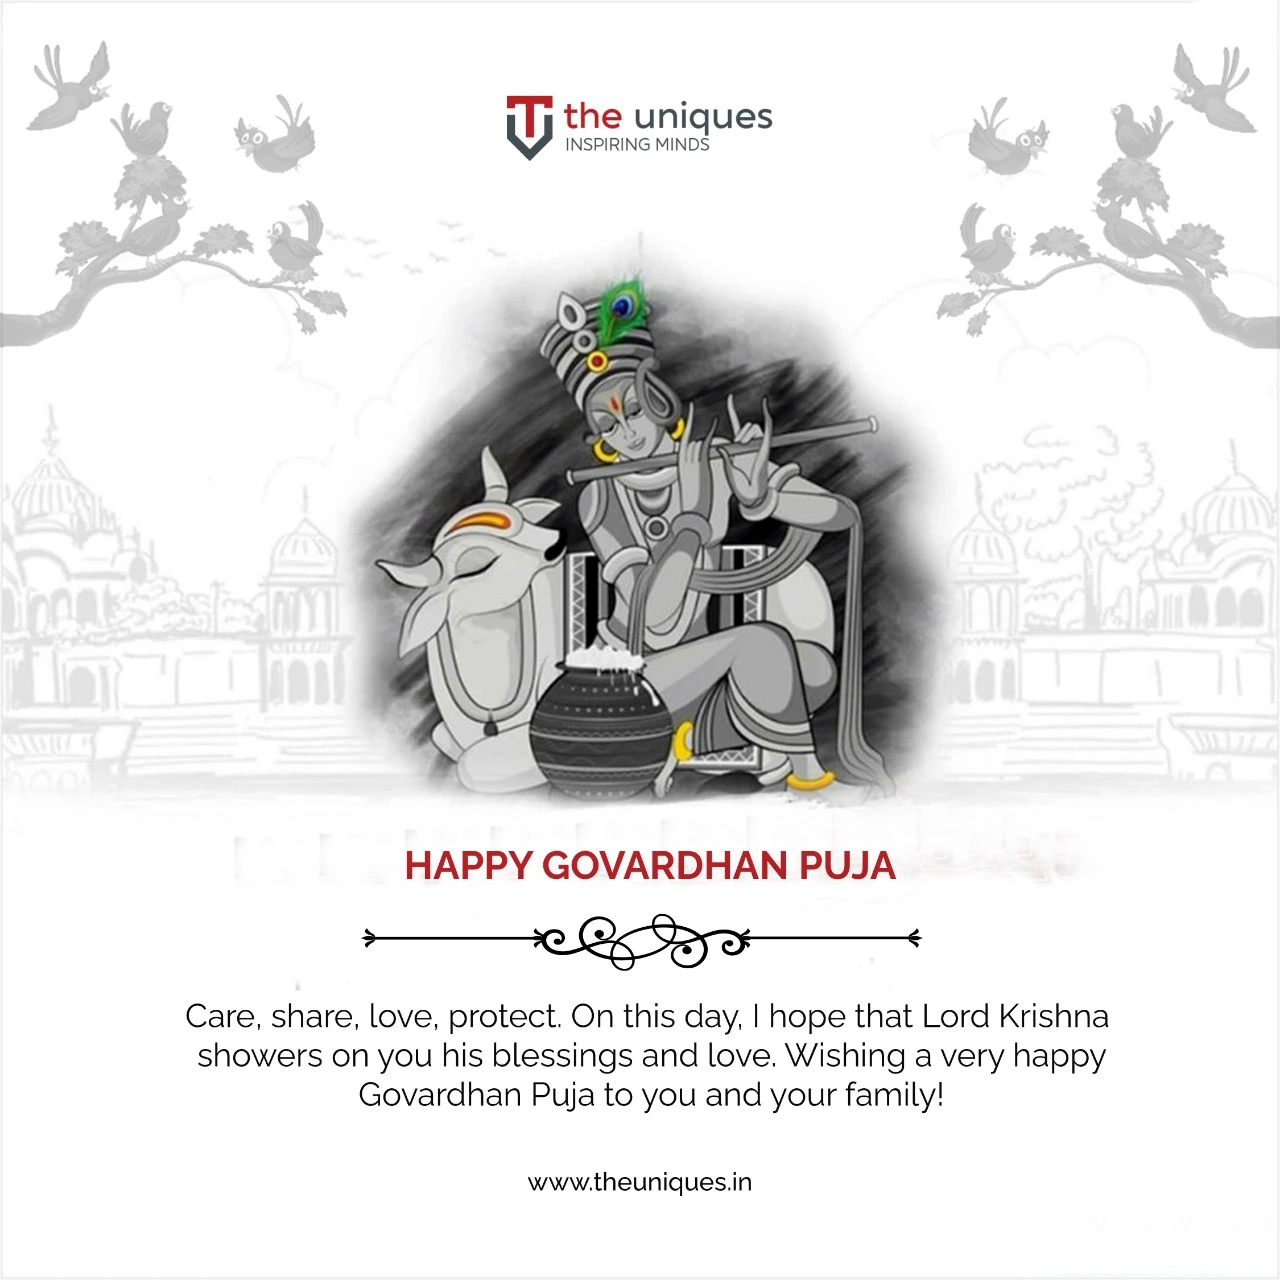 the uniques
INSPIRING MINDS
HAPPY GOVARDHAN PUJA
Care, share, love, protect. On this day, I hope that Lord Krishna
showers on you his blessings and love. Wishing a very happy
Govardhan Puja to you and your family!
www.theuniques.in